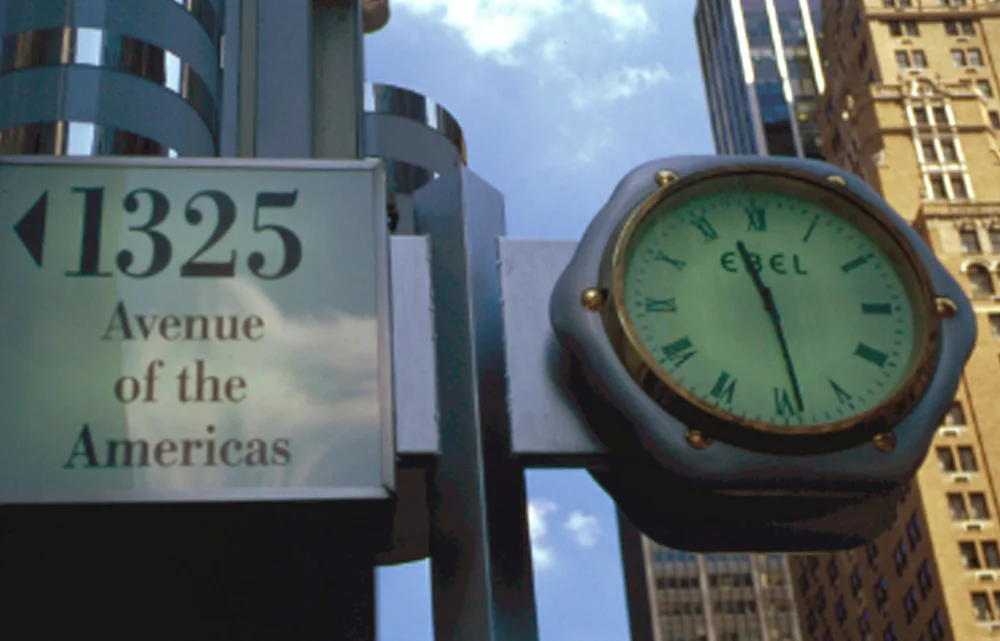 1325
Avenue
of the
Americas
EBEL